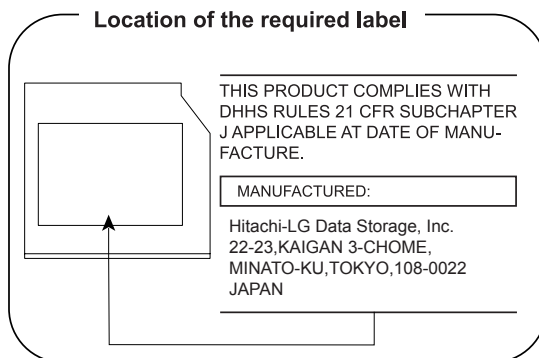 Location of the required label
THIS PRODUCT COMPLIES WITH
DHHS RULES 21 CFR SUBCHAPTER
J APPLICABLE AT DATE OF MANU-
FACTURE.
MANUFACTURED:
Hitachi-LG Data Storage, Inc.
22-23,KAIGAN 3-CHOME,
MINATO-KU,TOKYO,108-0022
JAPAN